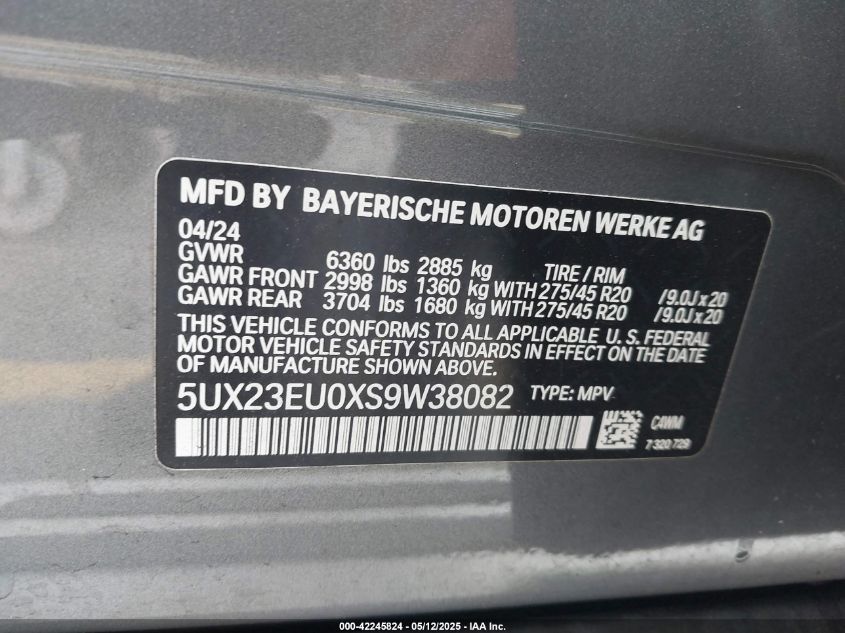 MFD BY BAYERISCHE MOTOREN WERKE AG
04/24
GVWR 6360 lbs 2885 kg TIRE / RIM
GAWR FRONT 2998 lbs 1360 kg WITH 275/45 R20 /9.0J x 20
GAWR REAR 3704 lbs 1680 kg WITH 275/45 R20 /9.0J x 20
THIS VEHICLE CONFORMS TO ALL APPLICABLE U. S. FEDERAL
MOTOR VEHICLE SAFETY STANDARDS IN EFFECT ON THE DATE
OF MANUFACTURE SHOWN ABOVE.
5UX23EU0XS9W38082 TYPE: MPV
C4WM
7 320 729
000-42245824 - 05/12/2025 - IAA Inc.